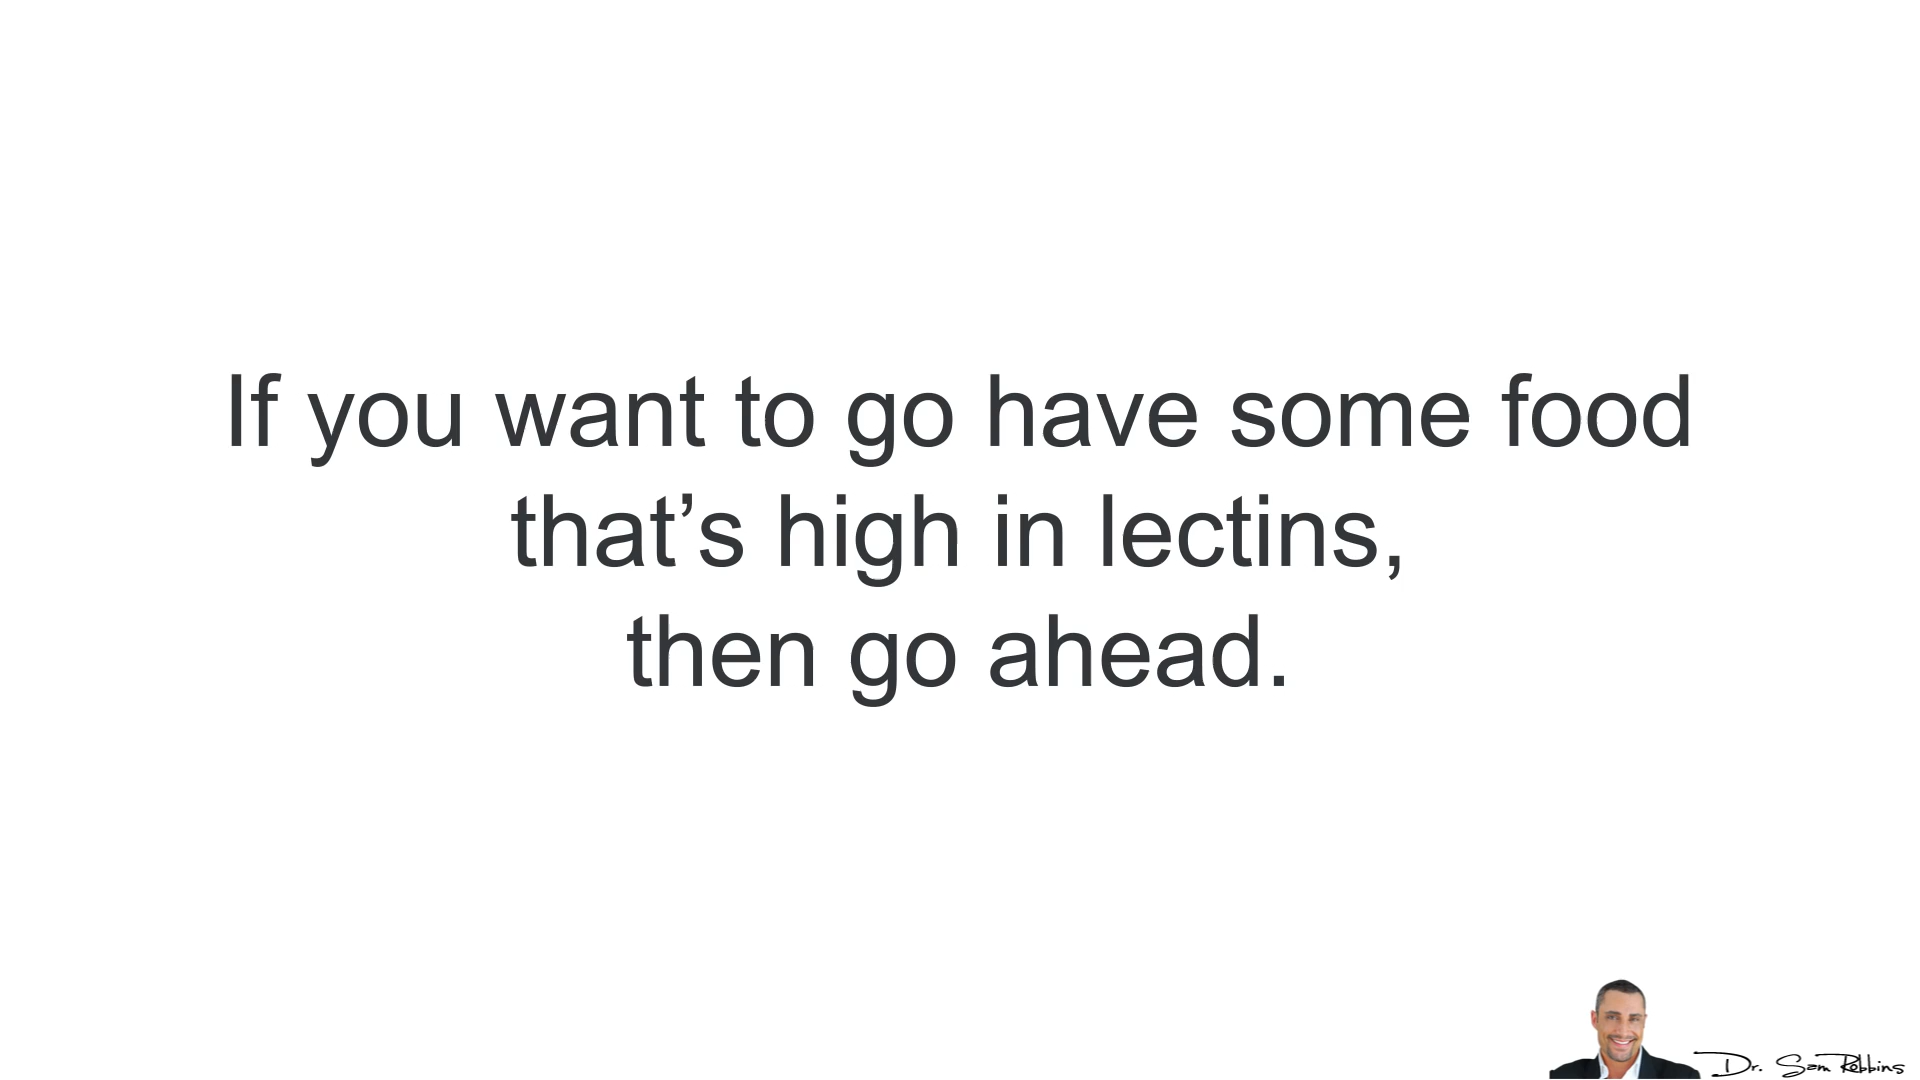 If you want to go have some food
that’s high in lectins,
then go ahead.
Dr. Sam Robbins